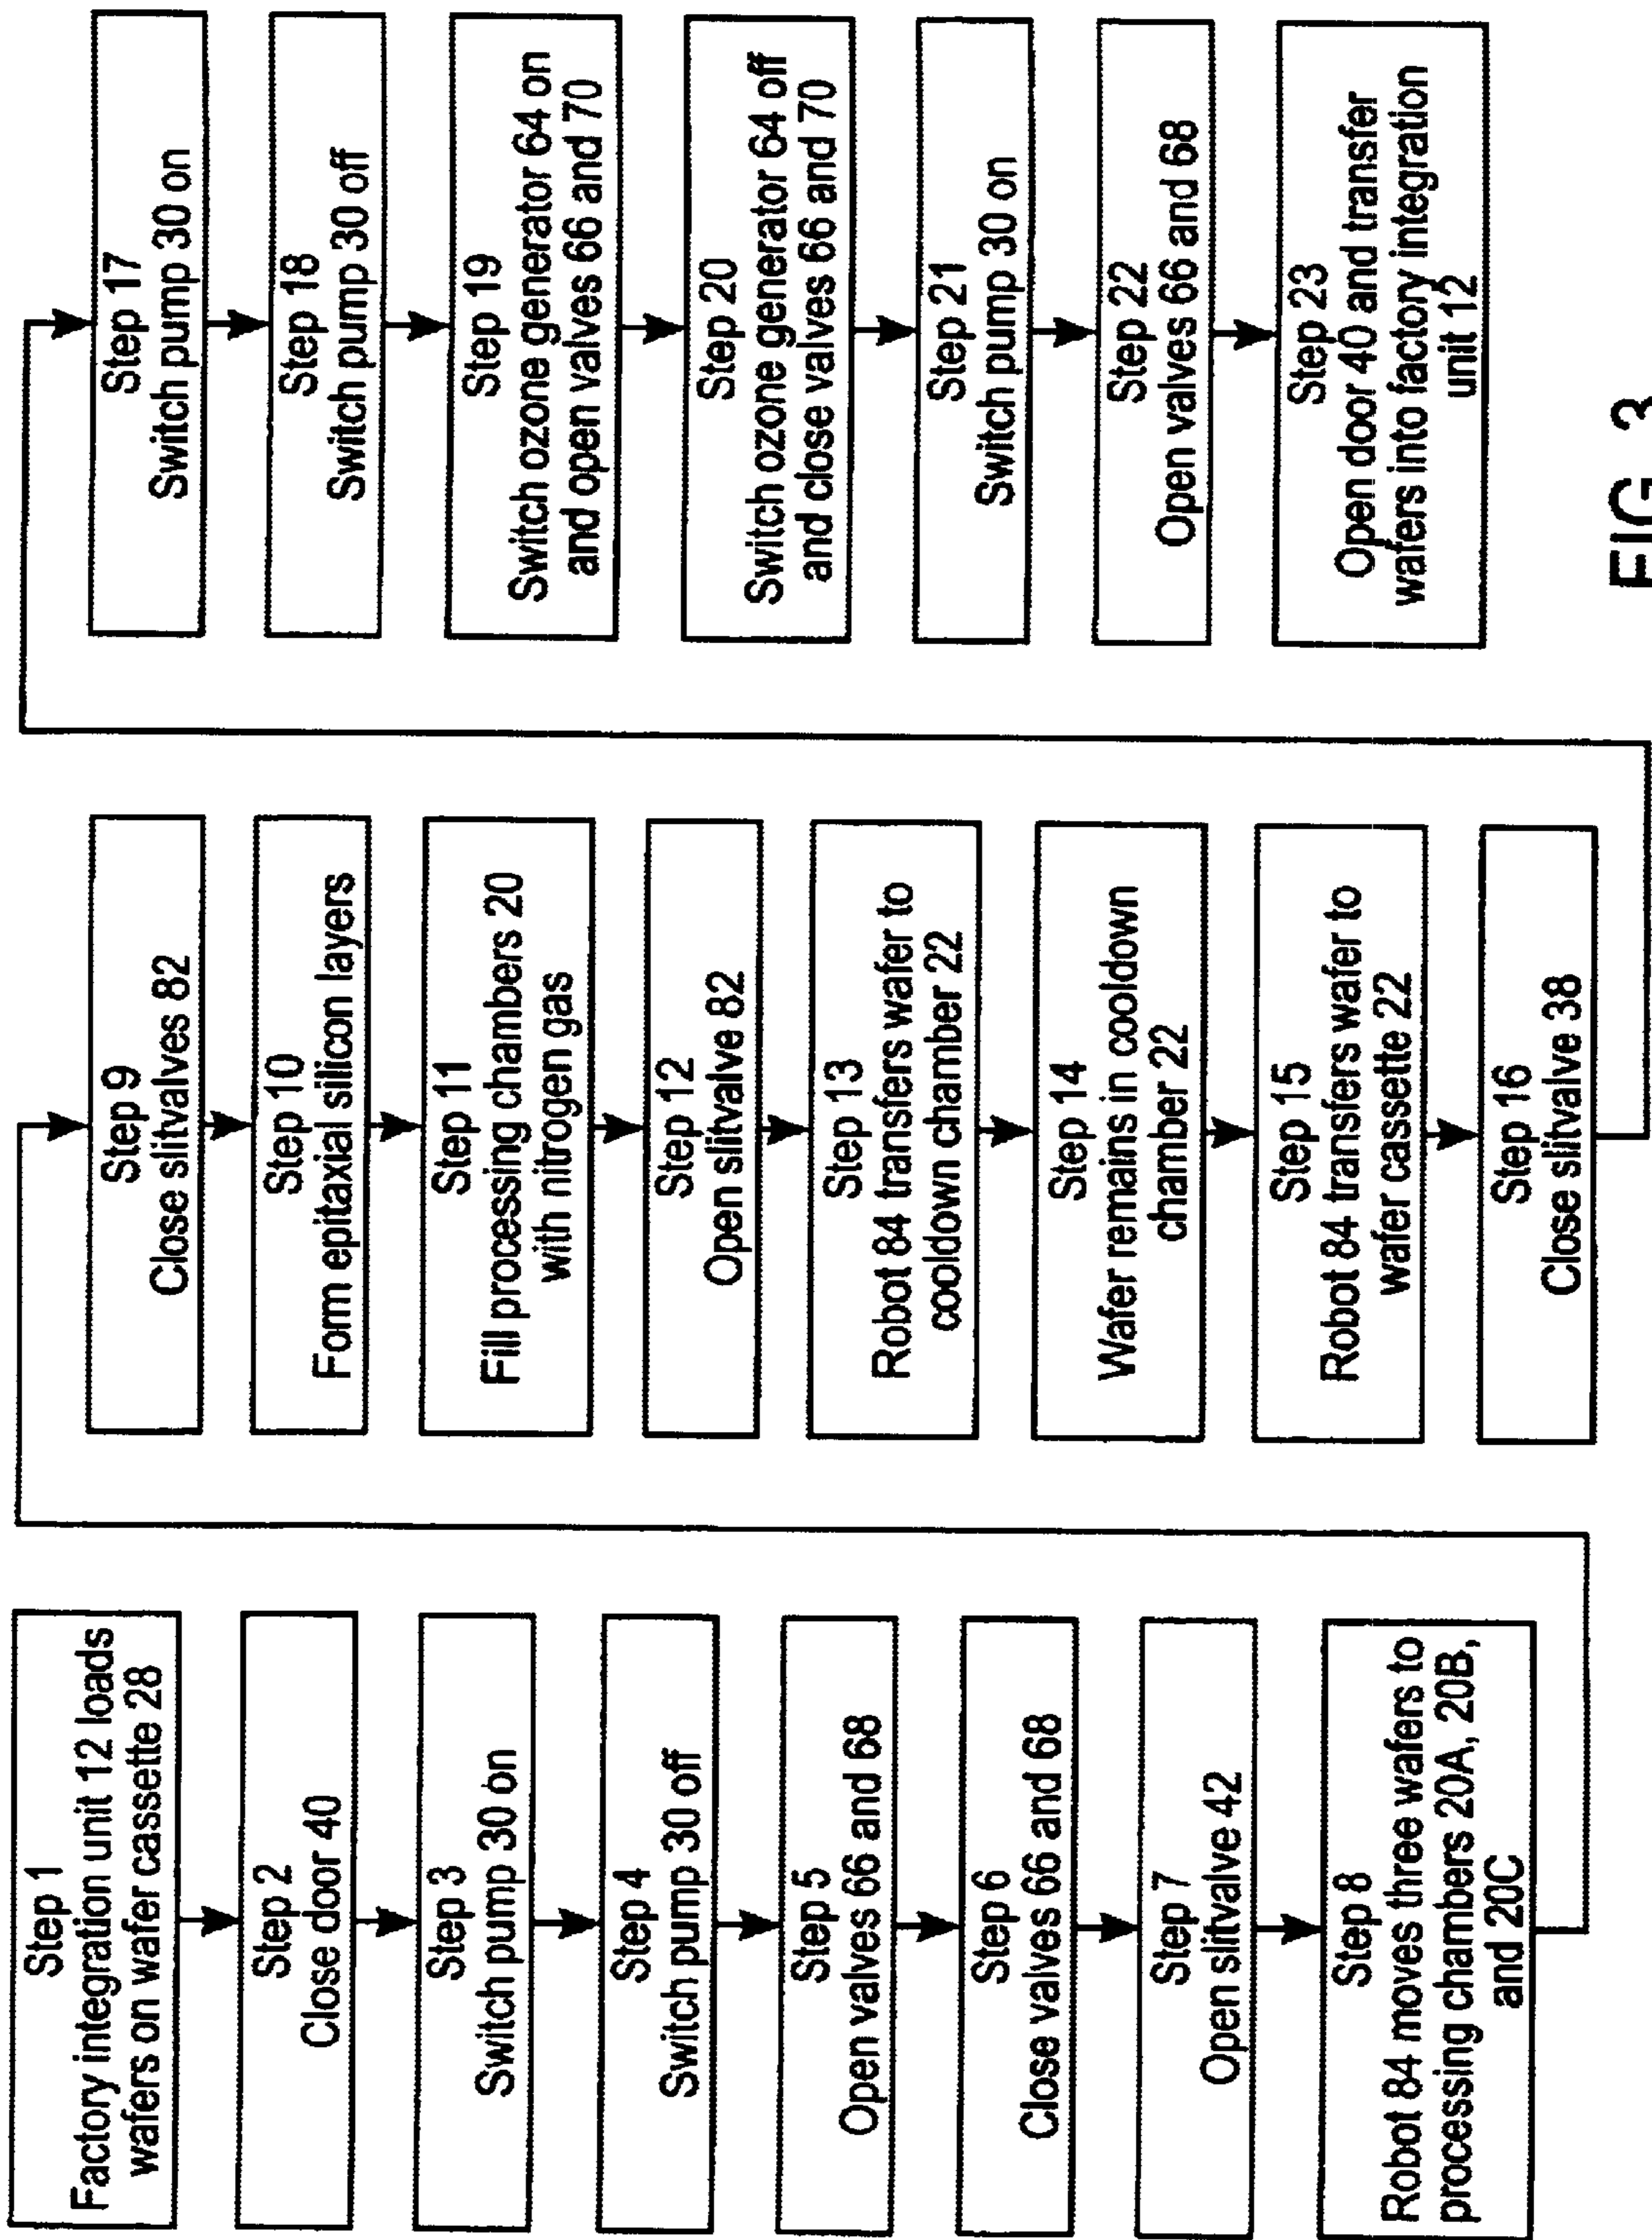 Step 1
Factory integration unit 12 loads
wafers on wafer cassette 28
Step 2
Close door 40
Step 3
Switch pump 30 on
Step 4
Switch pump 30 off
Step 5
Open valves 66 and 68
Step 6
Close valves 66 and 68
Step 7
Open slitvalve 42
Step 8
Robot 84 moves three wafers to
processing chambers 20A, 20B,
and 20C
Step 9
Close slitvalves 82
Step 10
Form epitaxial silicon layers
Step 11
Fill processing chambers 20
with nitrogen gas
Step 12
Open slitvalve 82
Step 13
Robot 84 transfers wafer to
cooldown chamber 22
Step 14
Wafer remains in cooldown
chamber 22
Step 15
Robot 84 transfers wafer to
wafer cassette 22
Step 16
Close slitvalve 38
Step 17
Switch pump 30 on
Step 18
Switch pump 30 off
Step 19
Switch ozone generator 64 on
and open valves 66 and 70
Step 20
Switch ozone generator 64 off
and close valves 66 and 70
Step 21
Switch pump 30 on
Step 22
Open valves 66 and 68
Step 23
Open door 40 and transfer
wafers into factory integration
unit 12
FIG. 3